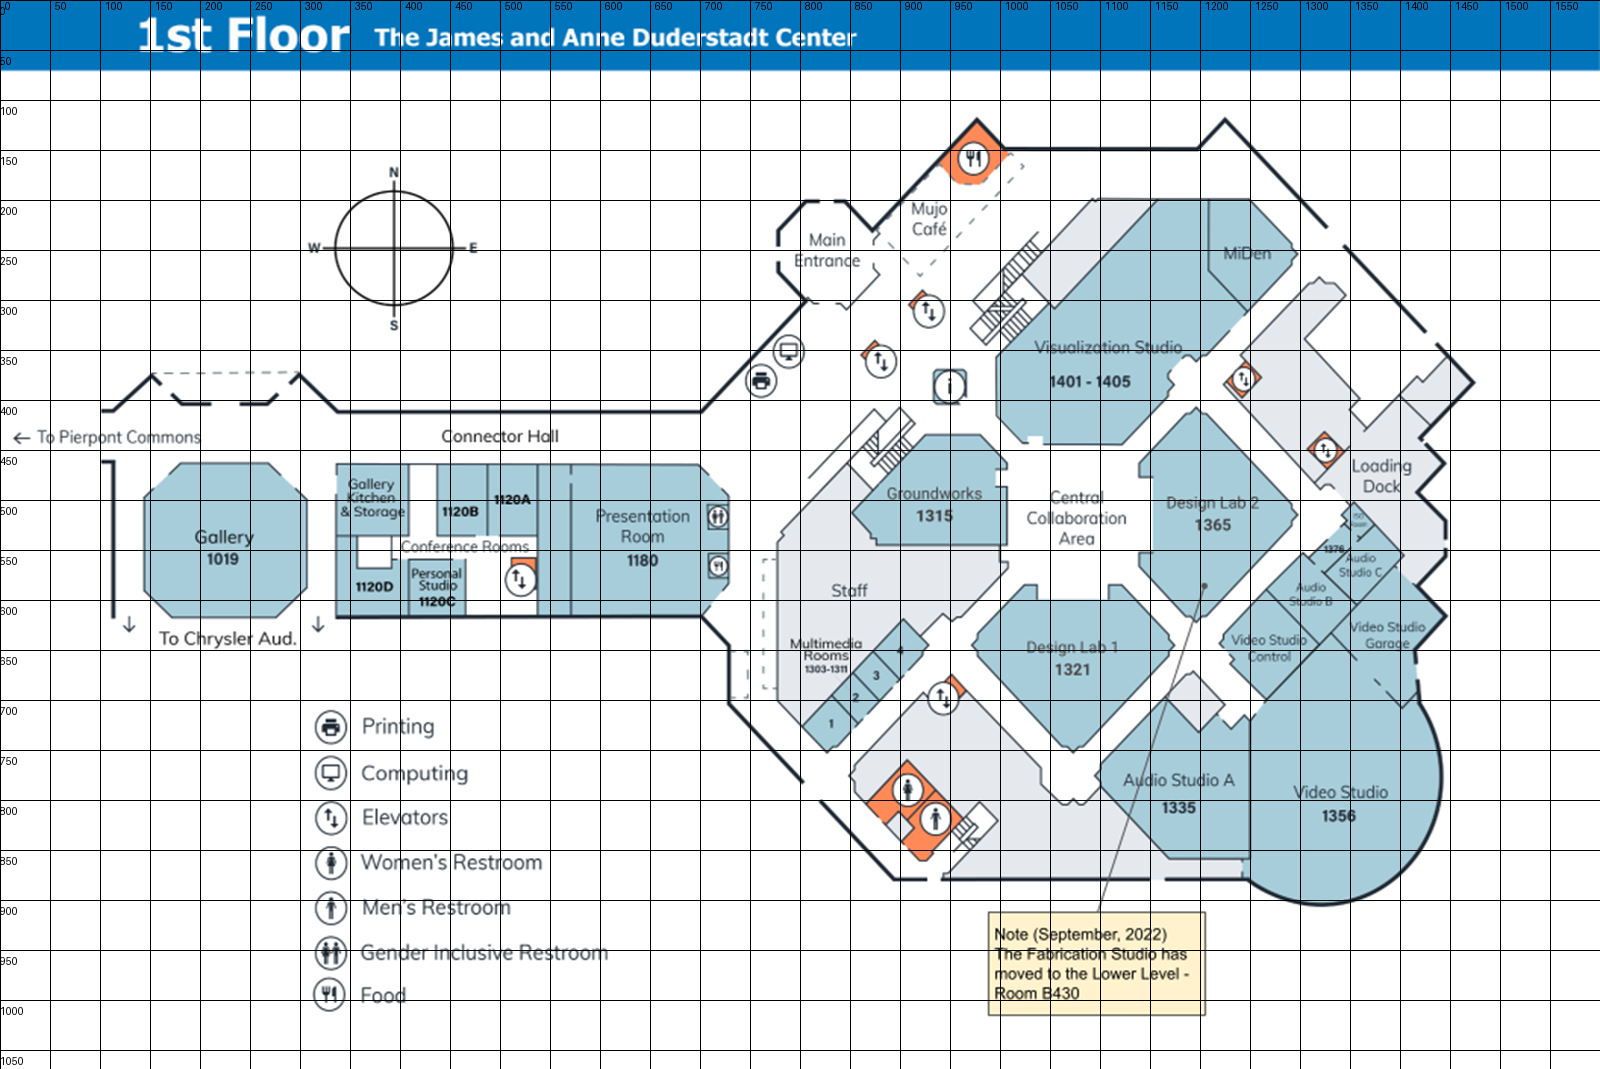 0 50 100 150 200 250 300 350 400 450 500 550 600 650 700 750 800 850 900 950 1000 1050 1100 1150 1200 1250 1300 1350 1400 1450 1500 1550
1st Floor The James and Anne Duderstadt Center
50
100
150
200
250
300
350
400
450
500
550
600
650
700
750
800
850
900
950
1000
1050
N
W
E
S
Mujo
Café
Main
Entrance
MiDen
Visualization Studio
1401 - 1405
i
← To Pierpont Commons
Connector Hall
Gallery
1019
Gallery
Kitchen
& Storage
1120B
1120A
Conference Rooms
1120D
Personal
Studio
1120C
Presentation
Room
1180
To Chrysler Aud.
Groundworks
1315
Central
Collaboration
Area
Design Lab 2
1365
Loading
Dock
1376
Audio
Studio C
Audio
Studio B
Video Studio
Garage
Video Studio
Control
Staff
Multimedia
Rooms
1303-1311
4
3
2
1
Design Lab 1
1321
Audio Studio A
1335
Video Studio
1356
Printing
Computing
Elevators
Women's Restroom
Men's Restroom
Gender Inclusive Restroom
Food
Note (September, 2022)
The Fabrication Studio has
moved to the Lower Level -
Room B430